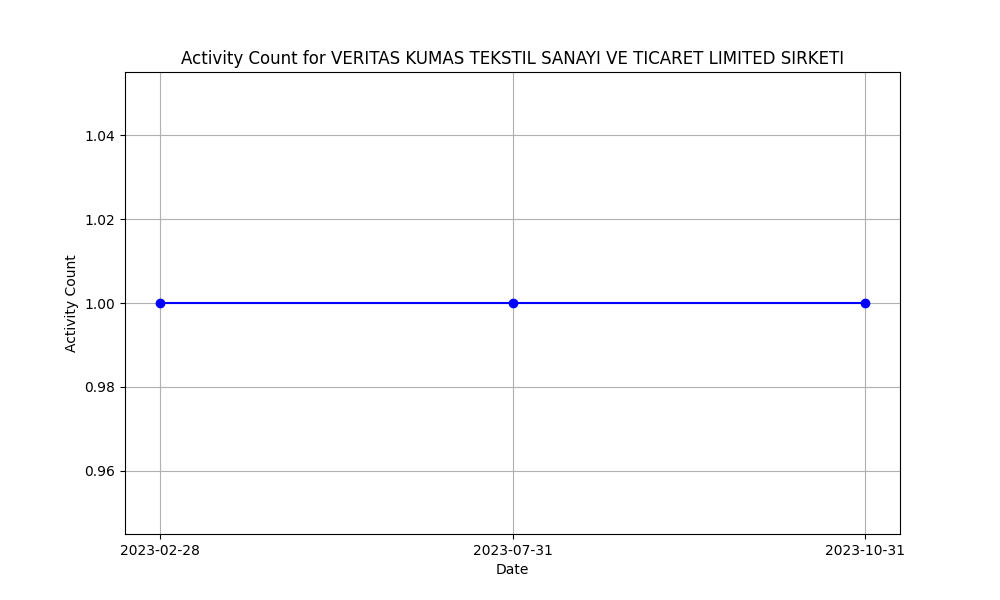 Activity Count for VERITAS KUMAS TEKSTIL SANAYI VE TICARET LIMITED SIRKETI
1.04
1.02
1.00
0.98
0.96
Activity Count
2023-02-28 2023-07-31 2023-10-31
Date